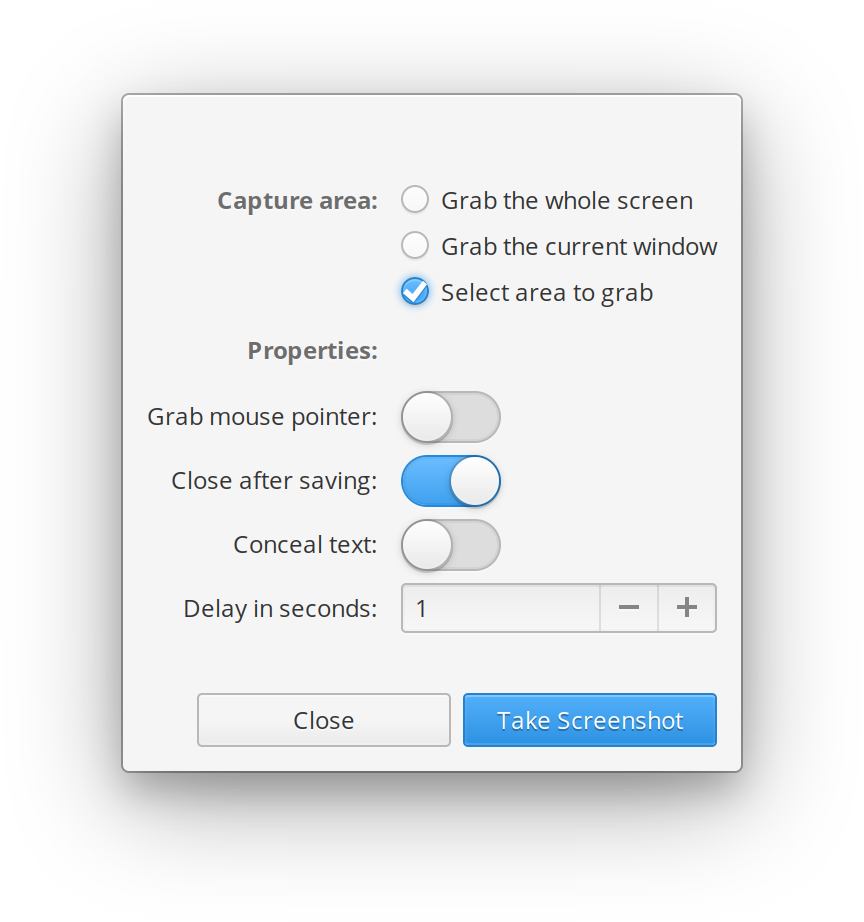 Capture area: Grab the whole screen
Grab the current window
Select area to grab
Properties:
Grab mouse pointer:
Close after saving:
Conceal text:
Delay in seconds: 1
Close Take Screenshot